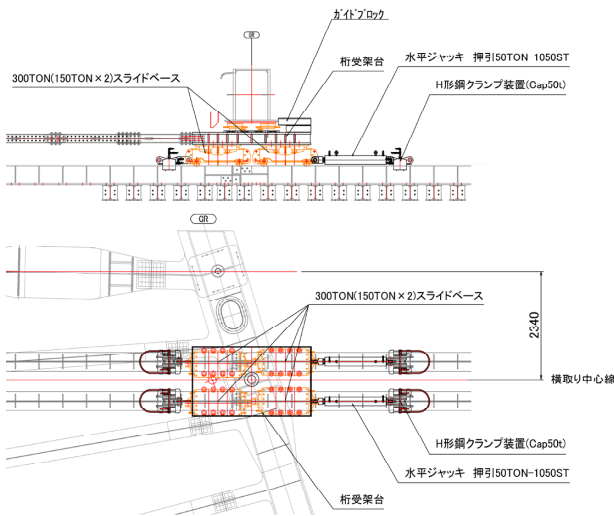 ガイドブロック
GR
水平ジャッキ 押引50TON 1050ST
桁受架台
300TON(150TON×2)スライドベース
H形鋼クランプ装置(Cap50t)
GR
300TON(150TON×2)スライドベース
2340
横取り中心線
H形鋼クランプ装置(Cap50t)
水平ジャッキ 押引50TON-1050ST
桁受架台